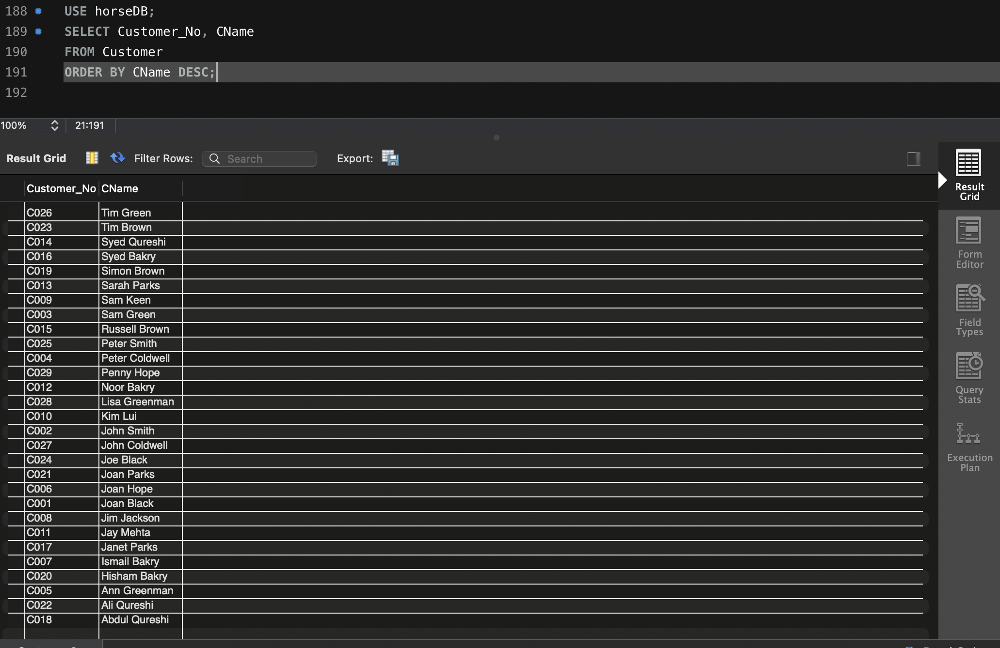 188 USE horseDB;
189 SELECT Customer_No, CName
190 FROM Customer
191 ORDER BY CName DESC;
192
100% 21:191
Result Grid Filter Rows: Search Export:
Customer_No CName
C026 Tim Green
C023 Tim Brown
C014 Syed Qureshi
C016 Syed Bakry
C019 Simon Brown
C013 Sarah Parks
C009 Sam Keen
C003 Sam Green
C015 Russell Brown
C025 Peter Smith
C004 Peter Coldwell
C029 Penny Hope
C012 Noor Bakry
C028 Lisa Greenman
C010 Kim Lui
C002 John Smith
C027 John Coldwell
C024 Joe Black
C021 Joan Parks
C006 Joan Hope
C001 Joan Black
C008 Jim Jackson
C011 Jay Mehta
C017 Janet Parks
C007 Ismail Bakry
C020 Hisham Bakry
C005 Ann Greenman
C022 Ali Qureshi
C018 Abdul Qureshi
Result
Grid
Form
Editor
Field
Types
Query
Stats
Execution
Plan